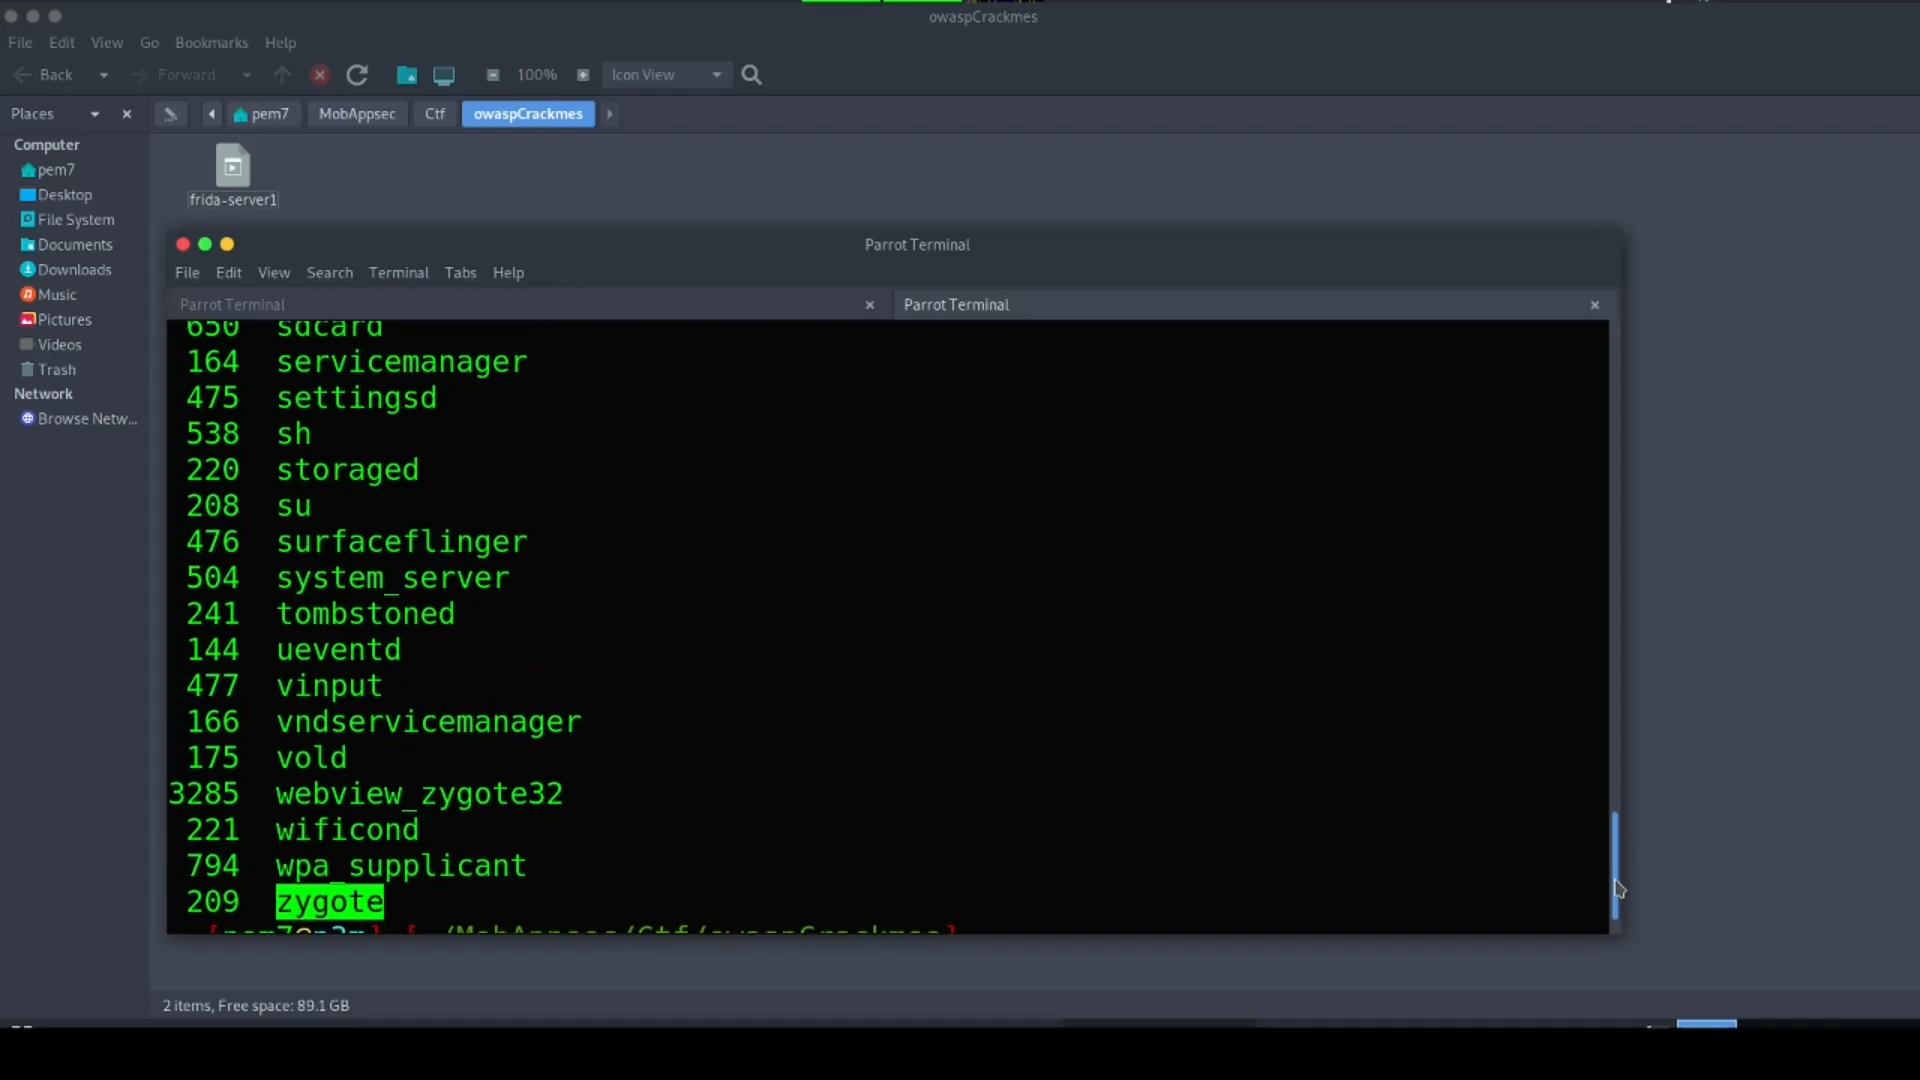 owaspCrackmes
File Edit View Go Bookmarks Help
Back Forward 100% Icon View
Places pem7 MobAppsec Ctf owaspCrackmes
Computer
pem7
Desktop
File System
Documents
Downloads
Music
Pictures
Videos
Trash
Network
Browse Netw...
frida-server1
Parrot Terminal
File Edit View Search Terminal Tabs Help
Parrot Terminal Parrot Terminal
650 sdcard
164 servicemanager
475 settingsd
538 sh
220 storaged
208 su
476 surfaceflinger
504 system_server
241 tombstoned
144 ueventd
477 vinput
166 vndservicemanager
175 vold
3285 webview_zygote32
221 wificond
794 wpa_supplicant
209 zygote
2 items, Free space: 89.1 GB